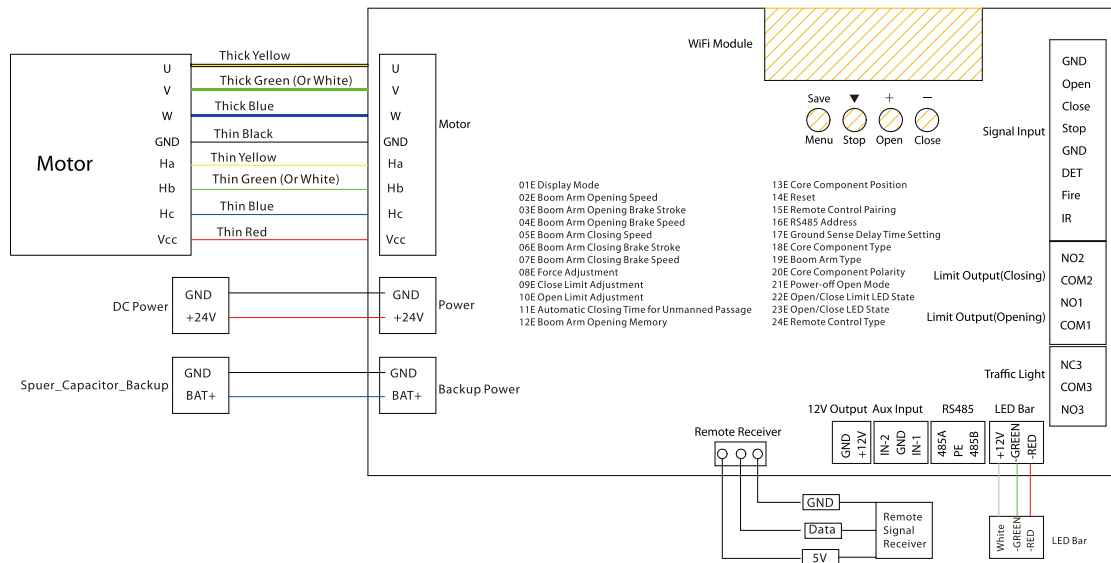 Motor
U
V
W
GND
Ha
Hb
Hc
Vcc
Thick Yellow
Thick Green (Or White)
Thick Blue
Thin Black
Thin Yellow
Thin Green (Or White)
Thin Blue
Thin Red
U
V
W
GND
Ha
Hb
Hc
Vcc
Motor
DC Power
GND
+24V
GND
+24V
Power
Spuer_Capacitor_Backup
GND
BAT+
GND
BAT+
Backup Power
WiFi Module
Save ▼ + −
Menu Stop Open Close
01E Display Mode
02E Boom Arm Opening Speed
03E Boom Arm Opening Brake Stroke
04E Boom Arm Opening Brake Speed
05E Boom Arm Closing Speed
06E Boom Arm Closing Brake Stroke
07E Boom Arm Closing Brake Speed
08E Force Adjustment
09E Close Limit Adjustment
10E Open Limit Adjustment
11E Automatic Closing Time for Unmanned Passage
12E Boom Arm Opening Memory
13E Core Component Position
14E Reset
15E Remote Control Pairing
16E RS485 Address
17E Ground Sense Delay Time Setting
18E Core Component Type
19E Boom Arm Type
20E Core Component Polarity
21E Power-off Open Mode
22E Open/Close Limit LED State
23E Open/Close LED State
24E Remote Control Type
Signal Input
GND
Open
Close
Stop
GND
DET
Fire
IR
Limit Output(Closing)
Limit Output(Opening)
NO2
COM2
NO1
COM1
Traffic Light
NC3
COM3
NO3
12V Output Aux Input RS485 LED Bar
GND
+12V
IN-2
GND
IN-1
485A
PE
485B
+12V
-GREEN
-RED
Remote Receiver
GND
Data
5V
Remote
Signal
Receiver
White
-GREEN
-RED
LED Bar